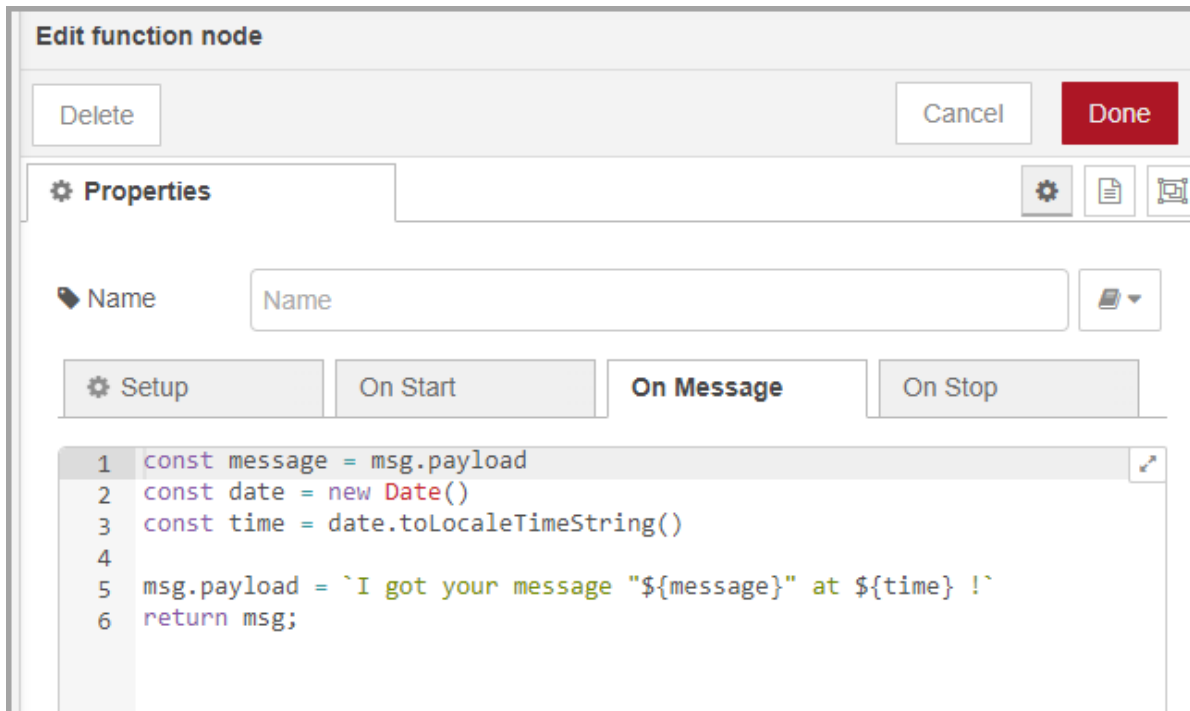 Edit function node
Delete Cancel Done
Properties
Name Name
Setup On Start On Message On Stop
1 const message = msg.payload
2 const date = new Date()
3 const time = date.toLocaleTimeString()
4
5 msg.payload = `I got your message "${message}" at ${time} !`
6 return msg;